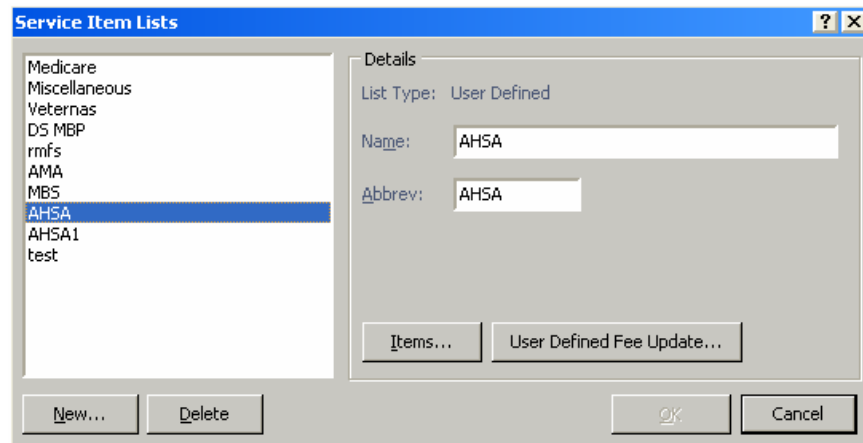 Service Item Lists
Medicare
Miscellaneous
Veternas
DS MBP
rmfs
AMA
MBS
AHSA
AHSA1
test
Details
List Type: User Defined
Name: AHSA
Abbrev: AHSA
Items... User Defined Fee Update...
New... Delete OK Cancel